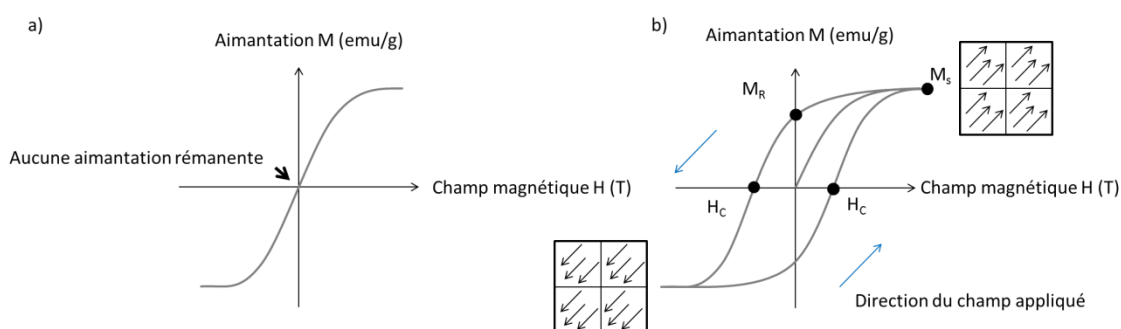 a)
Aimantation M (emu/g)
Aucune aimantation rémanente
Champ magnétique H (T)
b)
Aimantation M (emu/g)
M_s
M_R
Champ magnétique H (T)
H_C
H_C
Direction du champ appliqué